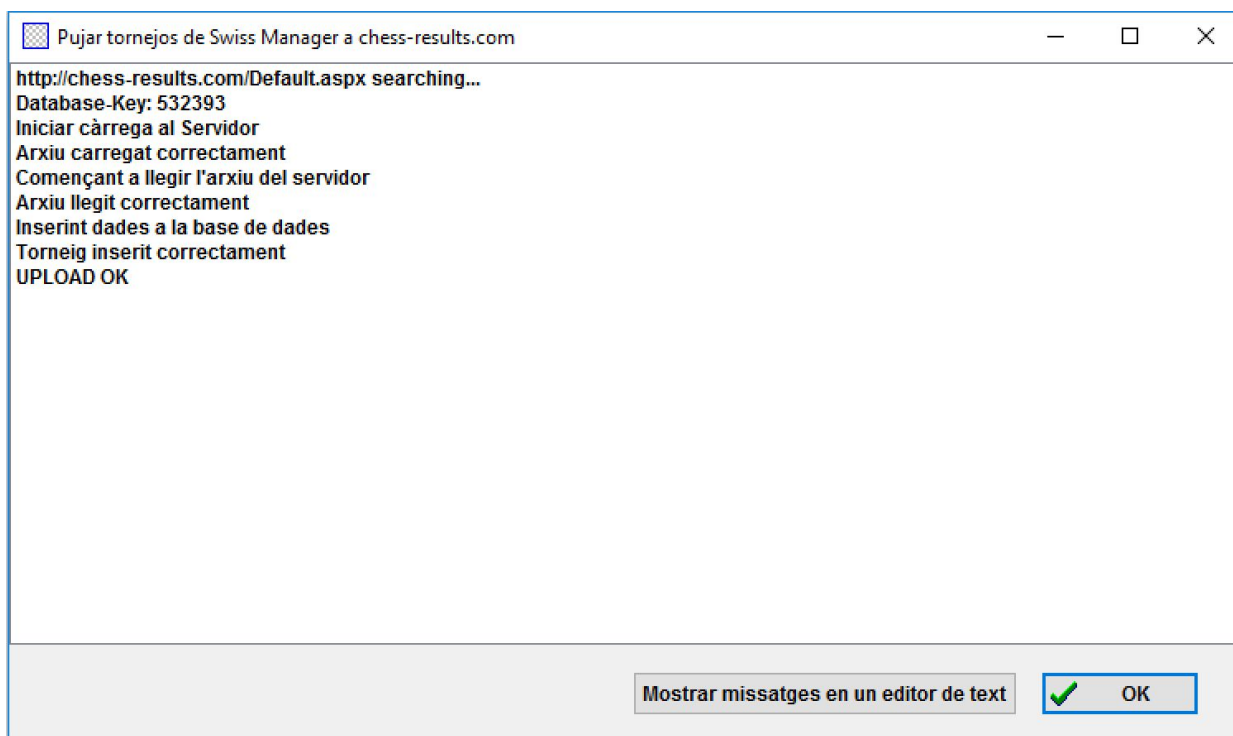 Pujar tornejos de Swiss Manager a chess-results.com
http://chess-results.com/Default.aspx searching...
Database-Key: 532393
Iniciar càrrega al Servidor
Arxiu carregat correctament
Començant a llegir l'arxiu del servidor
Arxiu llegit correctament
Inserint dades a la base de dades
Torneig inserit correctament
UPLOAD OK
Mostrar missatges en un editor de text
OK